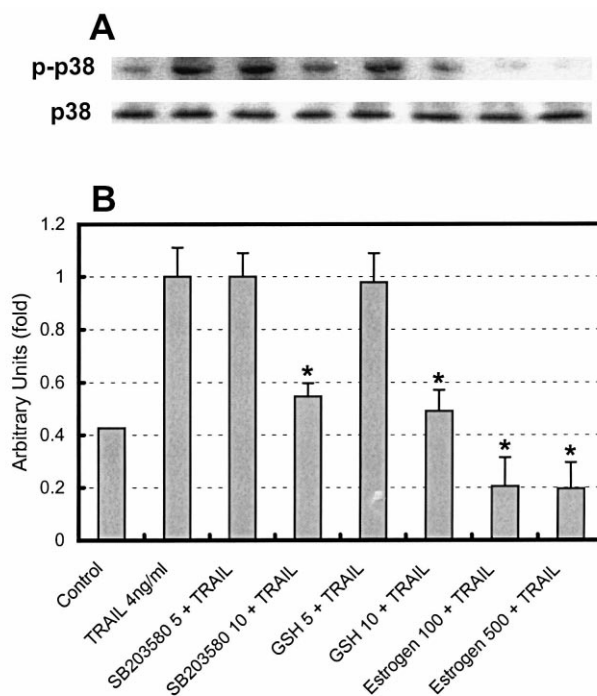 A
p-p38
p38
B
Arbitrary Units (fold)
1.2
1
0.8
0.6
0.4
0.2
0
*
*
*
*
Control
TRAIL 4ng/ml
SB203580 5 + TRAIL
SB203580 10 + TRAIL
GSH 5 + TRAIL
GSH 10 + TRAIL
Estrogen 100 + TRAIL
Estrogen 500 + TRAIL